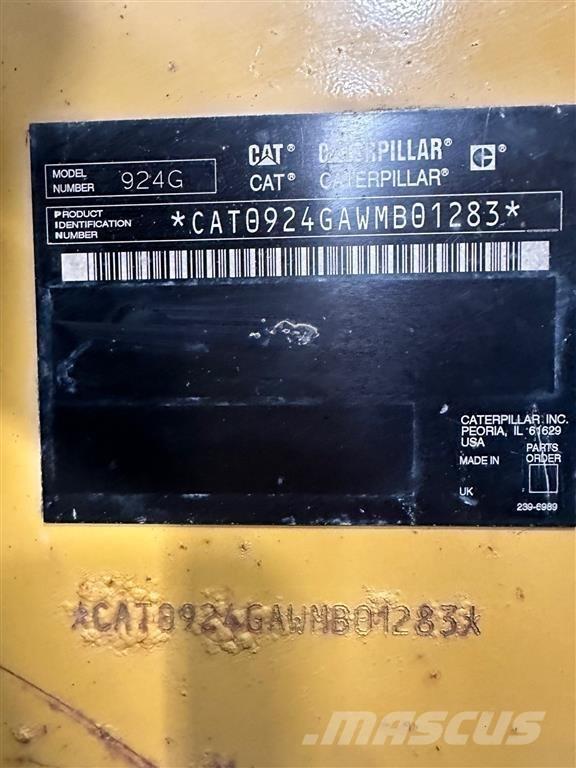 CAT® CATERPILLAR® C®
MODEL NUMBER 924G CAT® CATERPILLAR®
PRODUCT IDENTIFICATION NUMBER *CAT0924GAWMB01283*
CATERPILLAR INC.
PEORIA, IL 61629
USA
MADE IN PARTS ORDER
UK
239-6989
*CAT0924GAWMB01283*
MASCUS